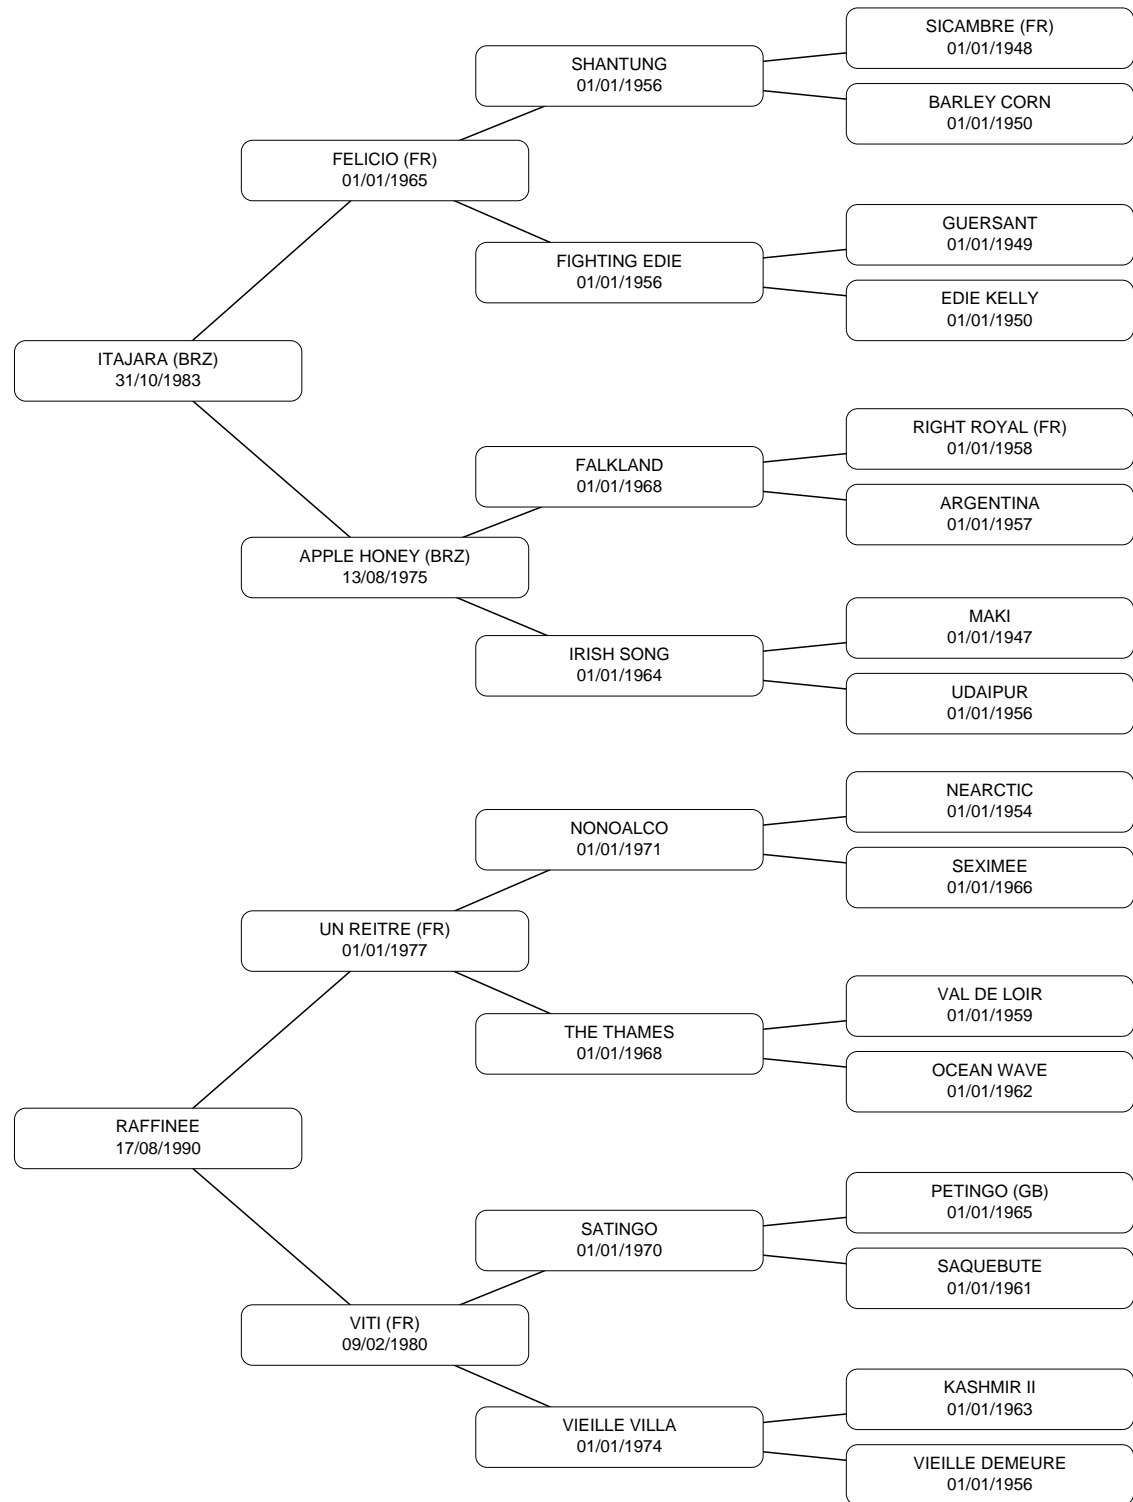 SICAMBRE (FR)
01/01/1948
SHANTUNG
01/01/1956
BARLEY CORN
01/01/1950
FELICIO (FR)
01/01/1965
GUERSANT
01/01/1949
FIGHTING EDIE
01/01/1956
EDIE KELLY
01/01/1950
ITAJARA (BRZ)
31/10/1983
RIGHT ROYAL (FR)
01/01/1958
FALKLAND
01/01/1968
ARGENTINA
01/01/1957
APPLE HONEY (BRZ)
13/08/1975
MAKI
01/01/1947
IRISH SONG
01/01/1964
UDAIPUR
01/01/1956
NEARCTIC
01/01/1954
NONOALCO
01/01/1971
SEXIMEE
01/01/1966
UN REITRE (FR)
01/01/1977
VAL DE LOIR
01/01/1959
THE THAMES
01/01/1968
OCEAN WAVE
01/01/1962
RAFFINEE
17/08/1990
PETINGO (GB)
01/01/1965
SATINGO
01/01/1970
SAQUEBUTE
01/01/1961
VITI (FR)
09/02/1980
KASHMIR II
01/01/1963
VIEILLE VILLA
01/01/1974
VIEILLE DEMEURE
01/01/1956